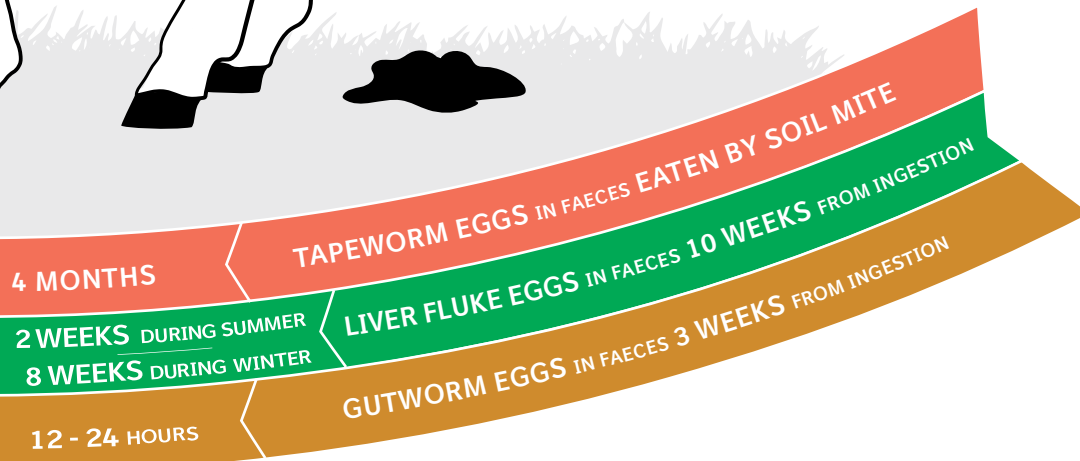 TAPEWORM EGGS IN FAECES EATEN BY SOIL MITE
4 MONTHS
LIVER FLUKE EGGS IN FAECES 10 WEEKS FROM INGESTION
2 WEEKS DURING SUMMER
8 WEEKS DURING WINTER
GUTWORM EGGS IN FAECES 3 WEEKS FROM INGESTION
12 - 24 HOURS